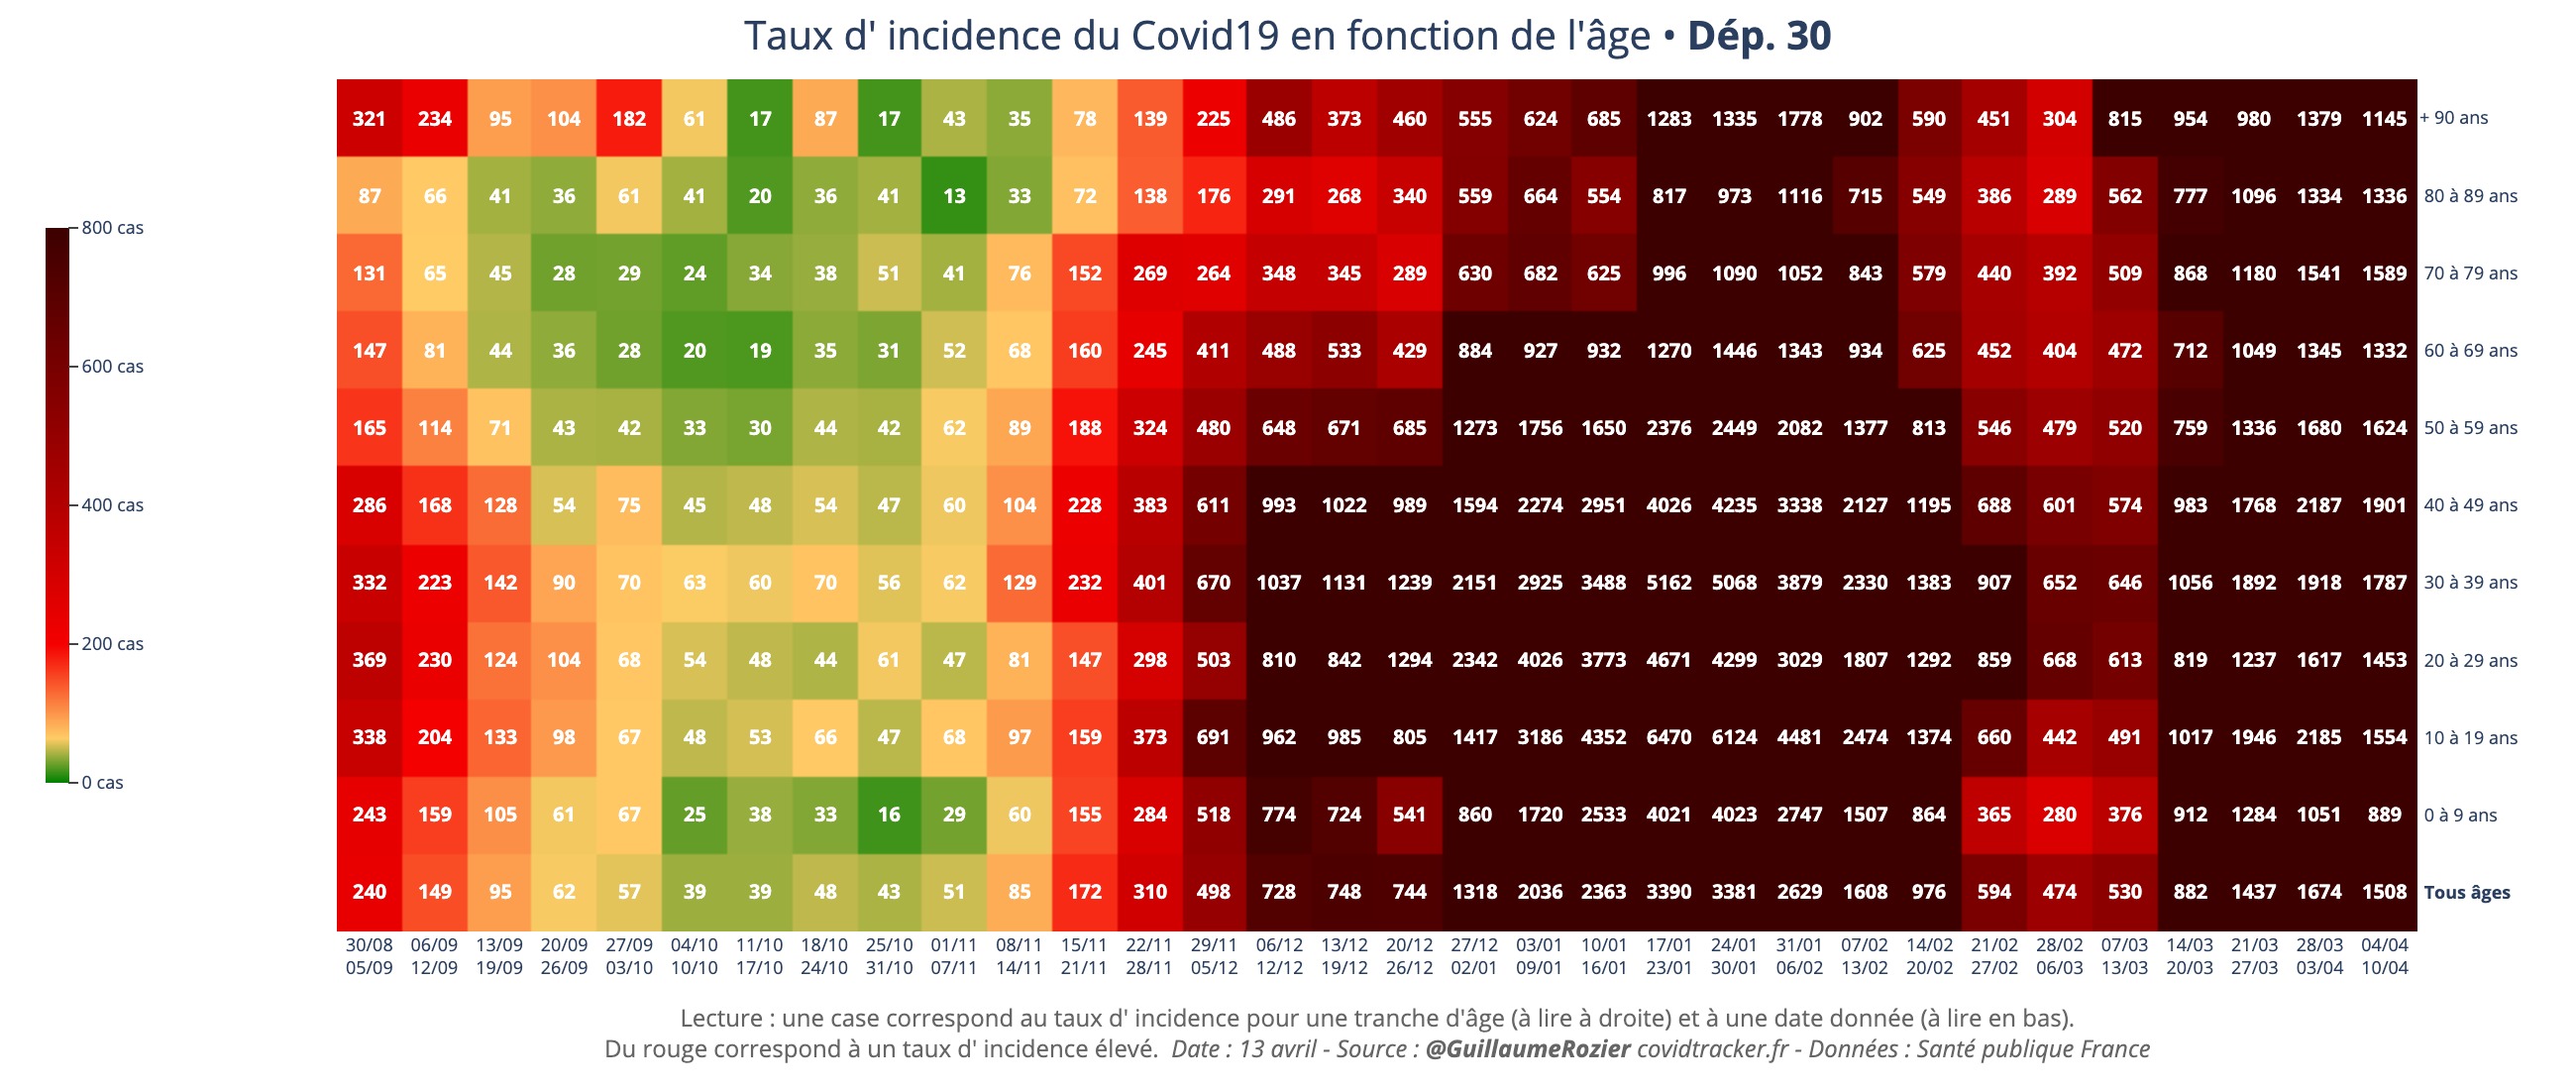 Taux d' incidence du Covid19 en fonction de l'âge • Dép. 30
321 234 95 104 182 61 17 87 17 43 35 78 139 225 486 373 460 555 624 685 1283 1335 1778 902 590 451 304 815 954 980 1379 1145 + 90 ans
87 66 41 36 61 41 20 36 41 13 33 72 138 176 291 268 340 559 664 554 817 973 1116 715 549 386 289 562 777 1096 1334 1336 80 à 89 ans
800 cas
131 65 45 28 29 24 34 38 51 41 76 152 269 264 348 345 289 630 682 625 996 1090 1052 843 579 440 392 509 868 1180 1541 1589 70 à 79 ans
147 81 44 36 28 20 19 35 31 52 68 160 245 411 488 533 429 884 927 932 1270 1446 1343 934 625 452 404 472 712 1049 1345 1332 60 à 69 ans
600 cas
165 114 71 43 42 33 30 44 42 62 89 188 324 480 648 671 685 1273 1756 1650 2376 2449 2082 1377 813 546 479 520 759 1336 1680 1624 50 à 59 ans
400 cas
286 168 128 54 75 45 48 54 47 60 104 228 383 611 993 1022 989 1594 2274 2951 4026 4235 3338 2127 1195 688 601 574 983 1768 2187 1901 40 à 49 ans
332 223 142 90 70 63 60 70 56 62 129 232 401 670 1037 1131 1239 2151 2925 3488 5162 5068 3879 2330 1383 907 652 646 1056 1892 1918 1787 30 à 39 ans
200 cas
369 230 124 104 68 54 48 44 61 47 81 147 298 503 810 842 1294 2342 4026 3773 4671 4299 3029 1807 1292 859 668 613 819 1237 1617 1453 20 à 29 ans
338 204 133 98 67 48 53 66 47 68 97 159 373 691 962 985 805 1417 3186 4352 6470 6124 4481 2474 1374 660 442 491 1017 1946 2185 1554 10 à 19 ans
0 cas
243 159 105 61 67 25 38 33 16 29 60 155 284 518 774 724 541 860 1720 2533 4021 4023 2747 1507 864 365 280 376 912 1284 1051 889 0 à 9 ans
240 149 95 62 57 39 39 48 43 51 85 172 310 498 728 748 744 1318 2036 2363 3390 3381 2629 1608 976 594 474 530 882 1437 1674 1508 Tous âges
30/08 06/09 13/09 20/09 27/09 04/10 11/10 18/10 25/10 01/11 08/11 15/11 22/11 29/11 06/12 13/12 20/12 27/12 03/01 10/01 17/01 24/01 31/01 07/02 14/02 21/02 28/02 07/03 14/03 21/03 28/03 04/04
05/09 12/09 19/09 26/09 03/10 10/10 17/10 24/10 31/10 07/11 14/11 21/11 28/11 05/12 12/12 19/12 26/12 02/01 09/01 16/01 23/01 30/01 06/02 13/02 20/02 27/02 06/03 13/03 20/03 27/03 03/04 10/04
Lecture : une case correspond au taux d' incidence pour une tranche d'âge (à lire à droite) et à une date donnée (à lire en bas).
Du rouge correspond à un taux d' incidence élevé. Date : 13 avril - Source : @GuillaumeRozier covidtracker.fr - Données : Santé publique France